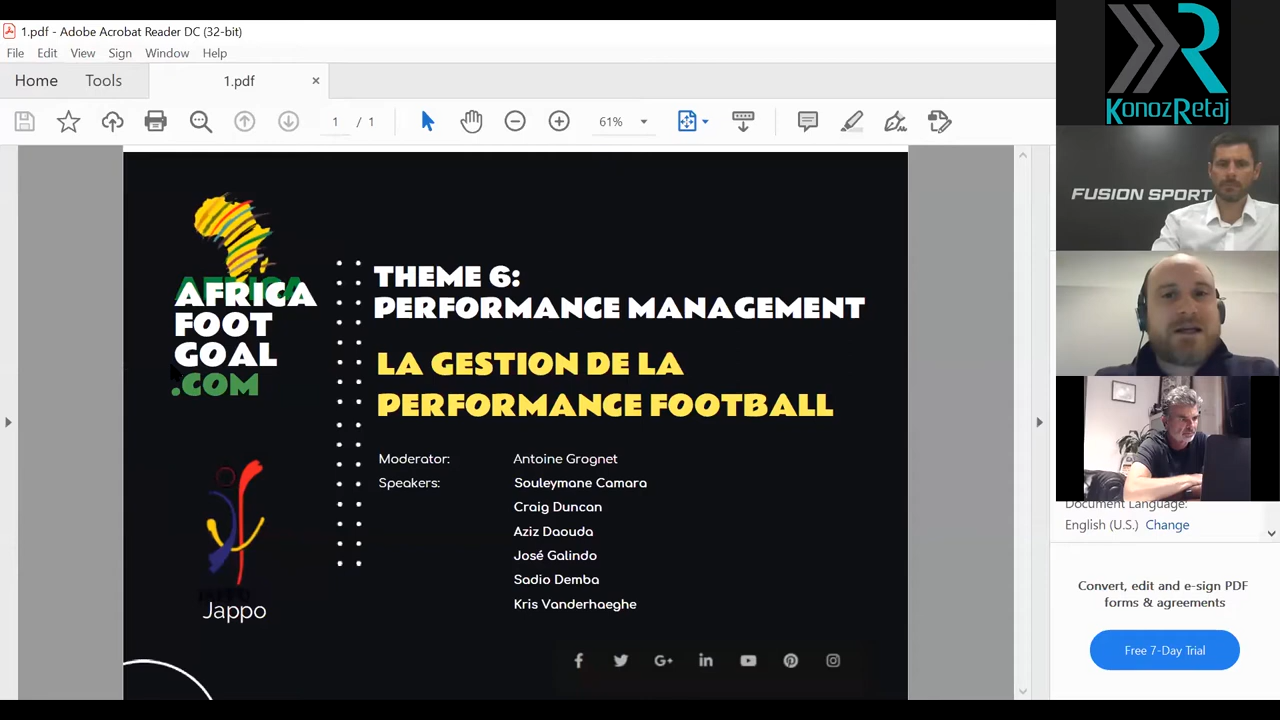 1.pdf - Adobe Acrobat Reader DC (32-bit)
File Edit View Sign Window Help
Home Tools 1.pdf ×
1 / 1 61%
AFRICA
FOOT
GOAL
.COM
THEME 6:
PERFORMANCE MANAGEMENT
LA GESTION DE LA
PERFORMANCE FOOTBALL
Moderator: Antoine Grognet
Speakers: Souleymane Camara
Craig Duncan
Aziz Daouda
José Galindo
Sadio Demba
Kris Vanderhaeghe
Jappo
KonozRetaj
FUSION SPORT
Document Language:
English (U.S.) Change
Convert, edit and e-sign PDF
forms & agreements
Free 7-Day Trial